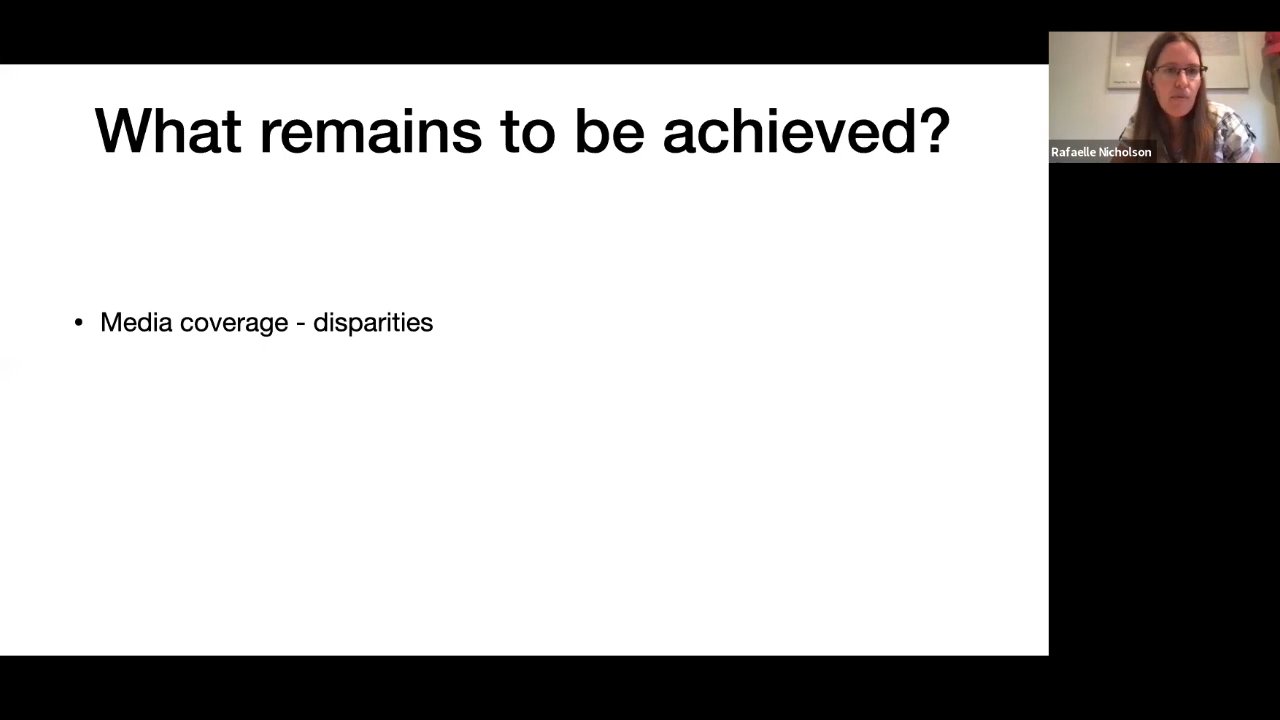 What remains to be achieved?
• Media coverage - disparities
Rafaelle Nicholson